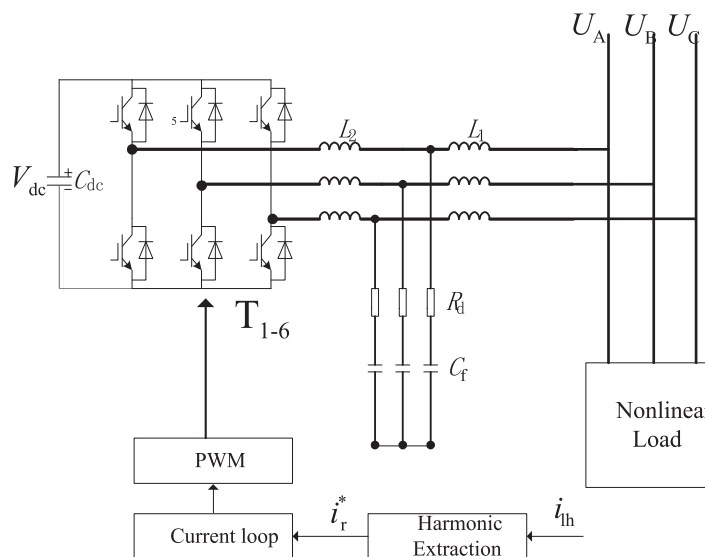 U_A U_B U_C
5
L_2 L_1
V_dc + - C_dc
T_1-6
R_d
C_f
Nonlinear
Load
PWM
i_r^* i_lh
Current loop
Harmonic
Extraction